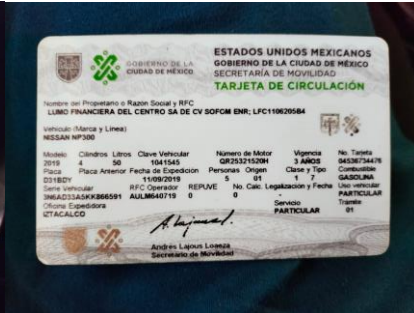 GOBIERNO DE LA
CIUDAD DE MÉXICO
ESTADOS UNIDOS MEXICANOS
GOBIERNO DE LA CIUDAD DE MÉXICO
SECRETARÍA DE MOVILIDAD
TARJETA DE CIRCULACIÓN
Nombre del Propietario o Razón Social y RFC
LUMO FINANCIERA DEL CENTRO SA DE CV SOFOM ENR; LFC1106205B4
Vehículo (Marca y Linea)
NISSAN NP300
Modelo Cilindros Litros Clave Vehicular Número de Motor Vigencia No. Tarjeta
2019 4 50 1041545 QR25321520H 3 AÑOS 04536734476
Placa Placa Anterior Fecha de Expedición Personas Origen Clase y Tipo Combustible
D31BDY 11/09/2019 5 01 1 7 GASOLINA
Serie Vehicular RFC Operador REPUVE No. Calc. Legalización y Fecha Uso vehicular
3N6AD33A5KK866591 AULM640719 0 0 - PARTICULAR
Oficina Expedidora Servicio Trámite
IZTACALCO PARTICULAR 01
Andrés Lajous Loaeza
Secretario de Movilidad